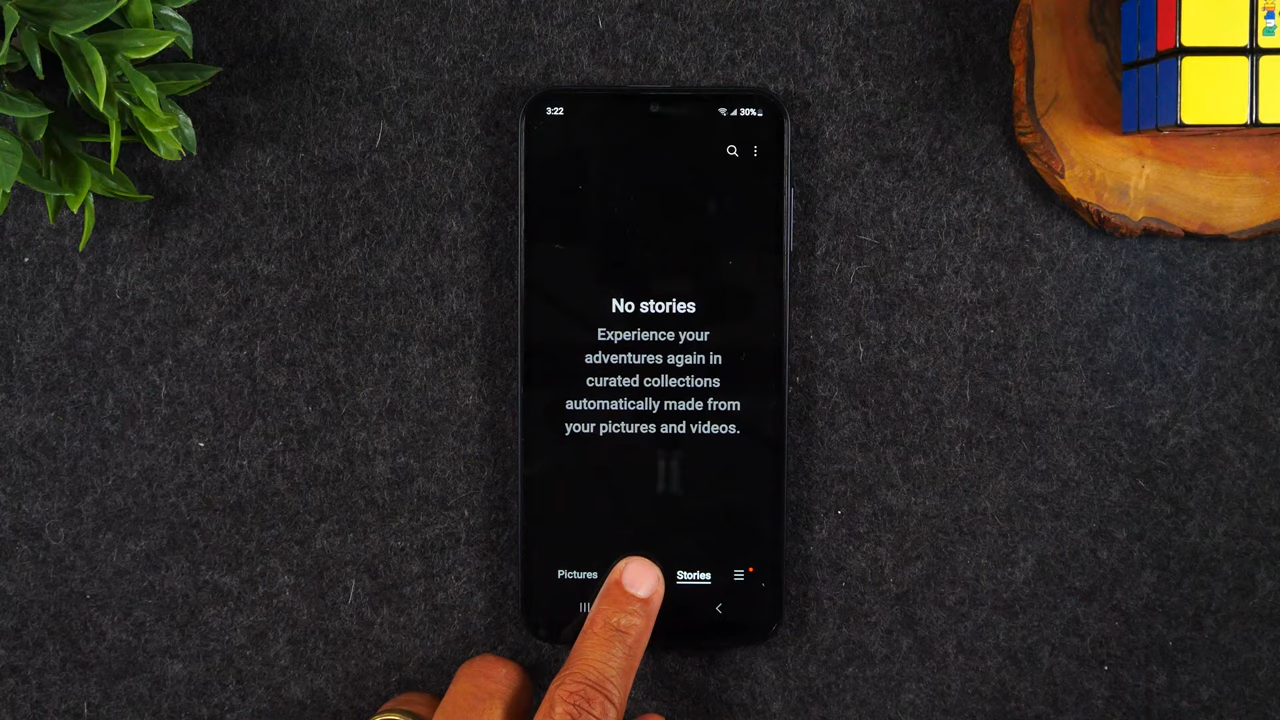 3:22
30%
No stories
Experience your
adventures again in
curated collections
automatically made from
your pictures and videos.
Pictures
Stories